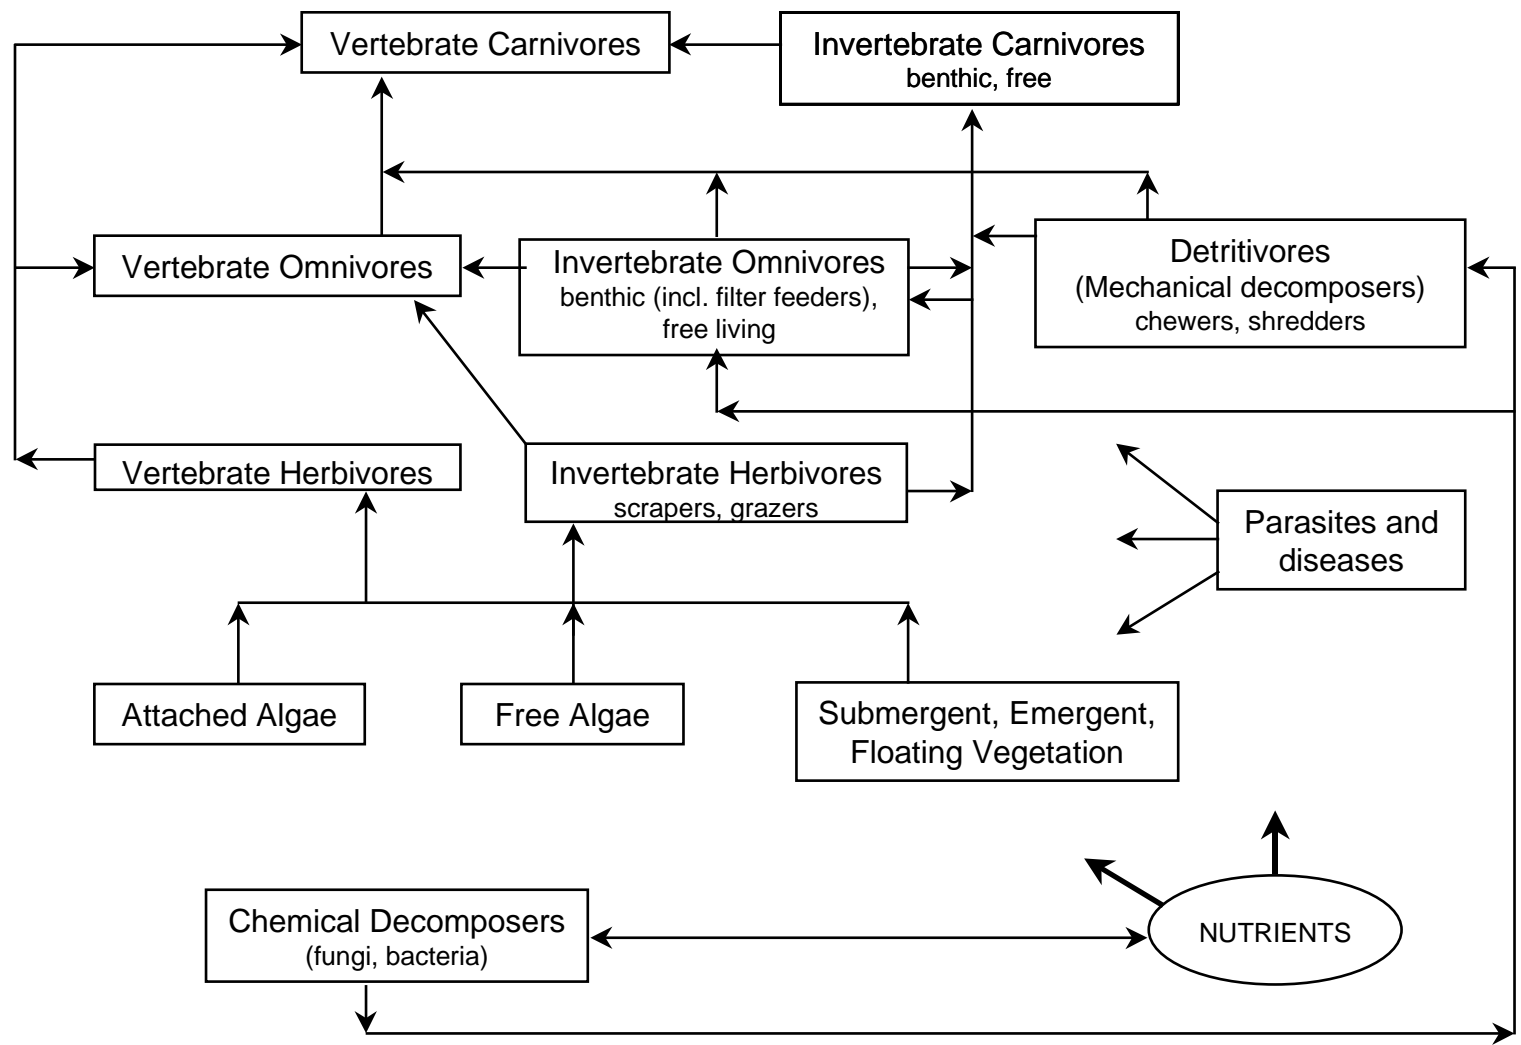 Vertebrate Carnivores
Invertebrate Carnivores
benthic, free
Vertebrate Omnivores
Invertebrate Omnivores
benthic (incl. filter feeders),
free living
Detritivores
(Mechanical decomposers)
chewers, shredders
Vertebrate Herbivores
Invertebrate Herbivores
scrapers, grazers
Parasites and
diseases
Attached Algae
Free Algae
Submergent, Emergent,
Floating Vegetation
Chemical Decomposers
(fungi, bacteria)
NUTRIENTS